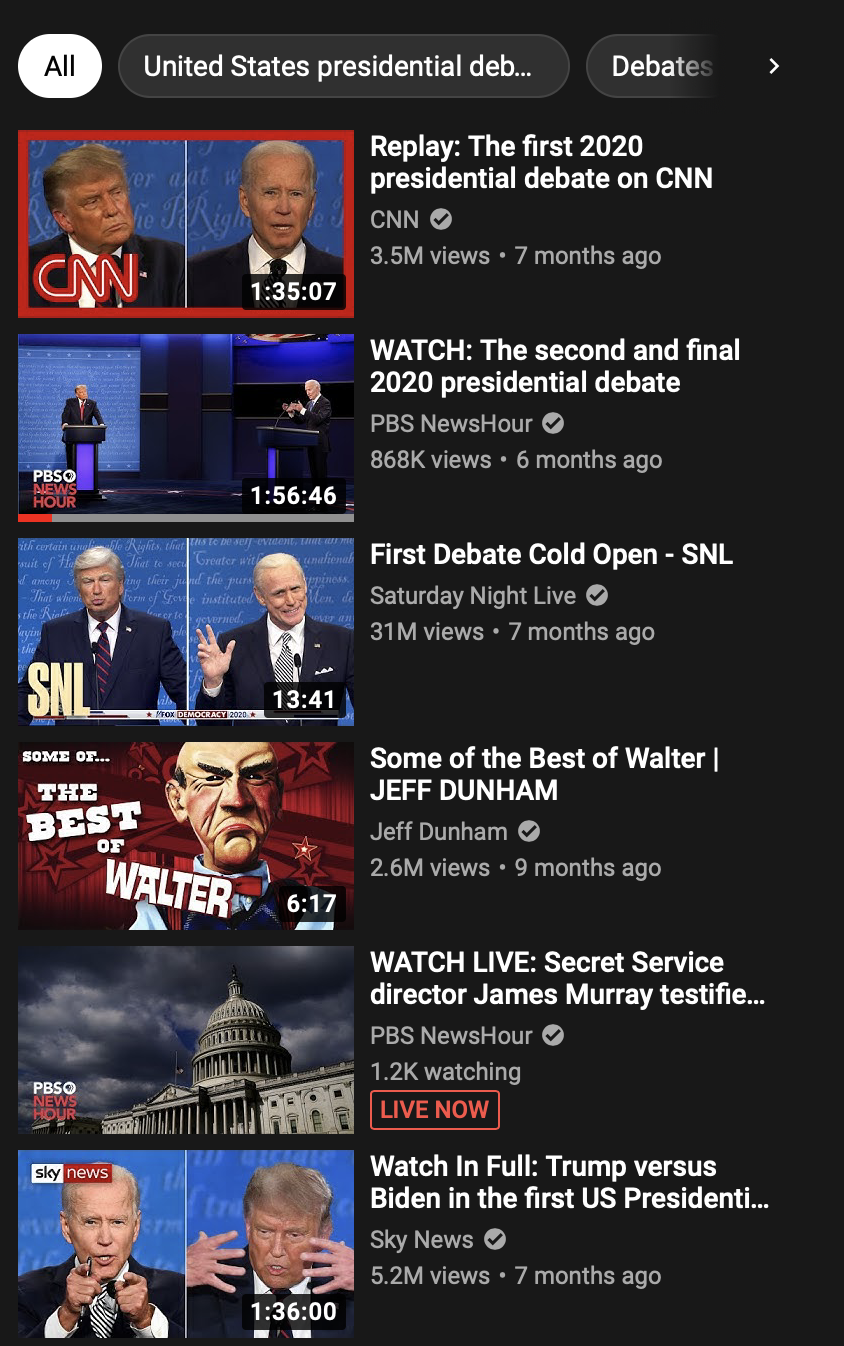 All
United States presidential deb...
Debates
Replay: The first 2020
presidential debate on CNN
CNN
3.5M views • 7 months ago
CNN
1:35:07
WATCH: The second and final
2020 presidential debate
PBS NewsHour
868K views • 6 months ago
PBS
NEWS
HOUR
1:56:46
First Debate Cold Open - SNL
Saturday Night Live
31M views • 7 months ago
SNL
13:41
FOX DEMOCRACY 2020
Some of the Best of Walter |
JEFF DUNHAM
Jeff Dunham
2.6M views • 9 months ago
SOME OF...
THE
BEST
OF
WALTER
6:17
WATCH LIVE: Secret Service
director James Murray testifie...
PBS NewsHour
1.2K watching
LIVE NOW
PBS
NEWS
HOUR
Watch In Full: Trump versus
Biden in the first US Presidenti...
Sky News
5.2M views • 7 months ago
sky news
1:36:00